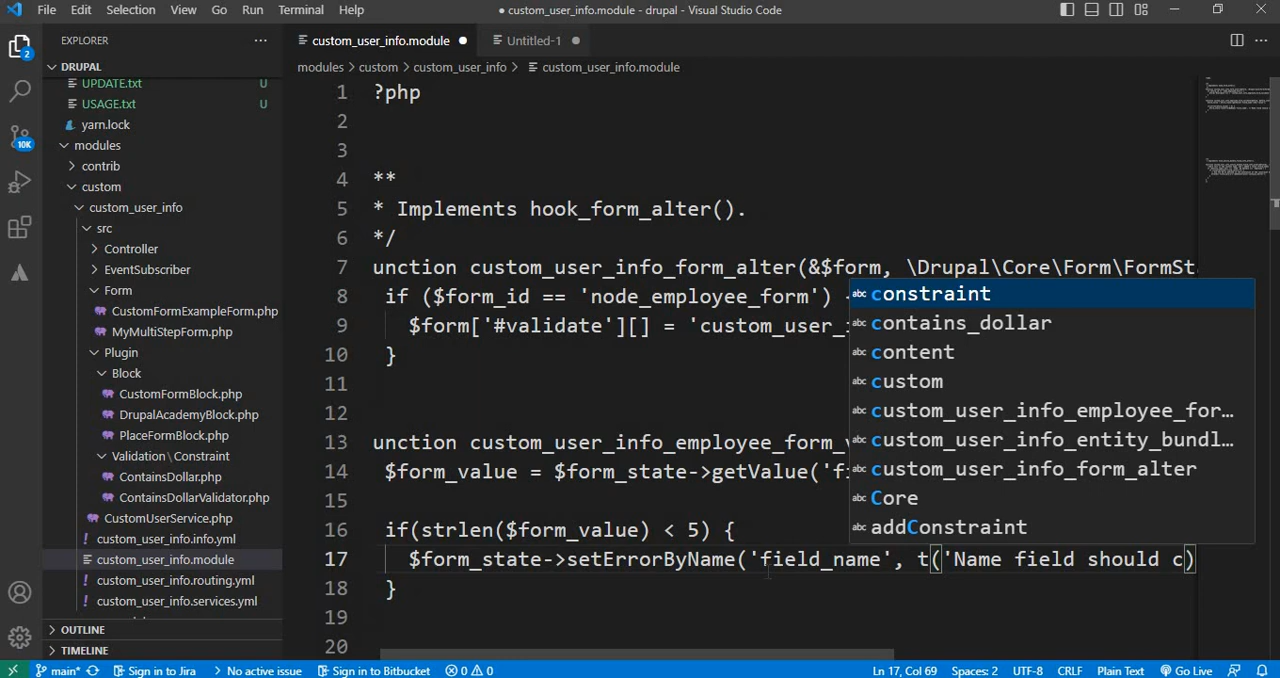 File Edit Selection View Go Run Terminal Help
● custom_user_info.module - drupal - Visual Studio Code
EXPLORER
custom_user_info.module
Untitled-1
DRUPAL
modules > custom > custom_user_info > custom_user_info.module
UPDATE.txt U
USAGE.txt U
yarn.lock
modules
contrib
custom
custom_user_info
src
Controller
EventSubscriber
Form
CustomFormExampleForm.php
MyMultiStepForm.php
Plugin
Block
CustomFormBlock.php
DrupalAcademyBlock.php
PlaceFormBlock.php
Validation\Constraint
ContainsDollar.php
ContainsDollarValidator.php
CustomUserService.php
custom_user_info.info.yml
custom_user_info.module
custom_user_info.routing.yml
custom_user_info.services.yml
OUTLINE
TIMELINE
2
10K
1 ?php
2
3
4 **
5 * Implements hook_form_alter().
6 */
7 unction custom_user_info_form_alter(&$form, \Drupal\Core\Form\FormSt
8 if ($form_id == 'node_employee_form') {
9 $form['#validate'][] = 'custom_user_i
10 }
11
12
13 unction custom_user_info_employee_form_v
14 $form_value = $form_state->getValue('fi
15
16 if(strlen($form_value) < 5) {
17 $form_state->setErrorByName('field_name', t('Name field should c)
18 }
19
20
abc constraint
abc contains_dollar
abc content
abc custom
abc custom_user_info_employee_for...
abc custom_user_info_entity_bundl...
abc custom_user_info_form_alter
abc Core
abc addConstraint
main* Sign in to Jira No active issue Sign in to Bitbucket 0 0 Ln 17, Col 69 Spaces: 2 UTF-8 CRLF Plain Text Go Live